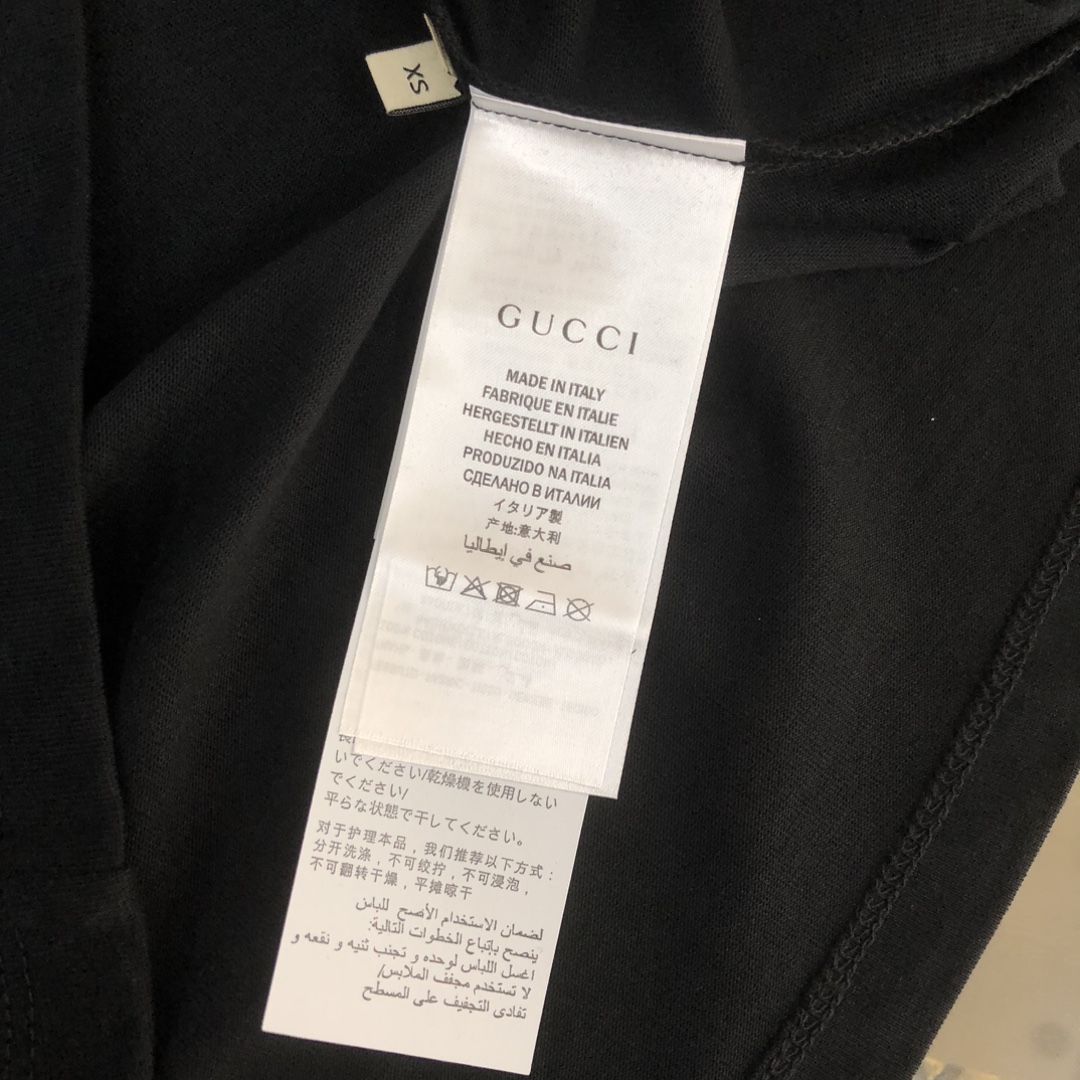 XS
GUCCI
MADE IN ITALY
FABRIQUE EN ITALIE
HERGESTELLT IN ITALIEN
HECHO EN ITALIA
PRODUZIDO NA ITALIA
СДЕЛАНО В ИТАЛИИ
イタリア製
产地:意大利
صنع في إيطاليا
いでください/乾燥機を使用しない
でください/
平らな状態で干してください。
对于护理本品，我们推荐以下方式：
分开洗涤，不可绞拧，不可浸泡，
不可翻转干燥，平摊晾干
لضمان الاستخدام الأصح للباس
ينصح بإتباع الخطوات التالية:
اغسل اللباس لوحده و تجنب ثنيه و نقعه و
لا تستخدم مجفف الملابس/
تفادى التجفيف على المسطح